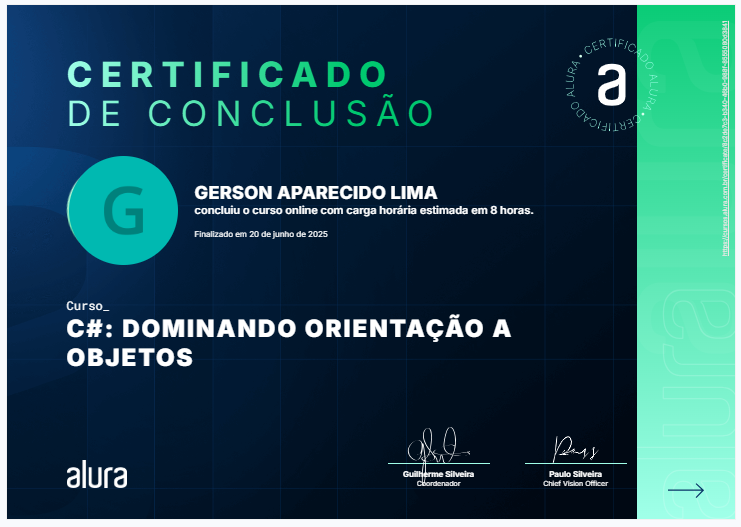 CERTIFICADO
DE CONCLUSÃO
CERTIFICADO ALURA • CERTIFICADO ALURA •
a
G
GERSON APARECIDO LIMA
concluiu o curso online com carga horária estimada em 8 horas.
Finalizado em 20 de junho de 2025
Curso_
C#: DOMINANDO ORIENTAÇÃO A
OBJETOS
alura
Guilherme Silveira
Coordenador
Paulo Silveira
Chief Vision Officer
alura